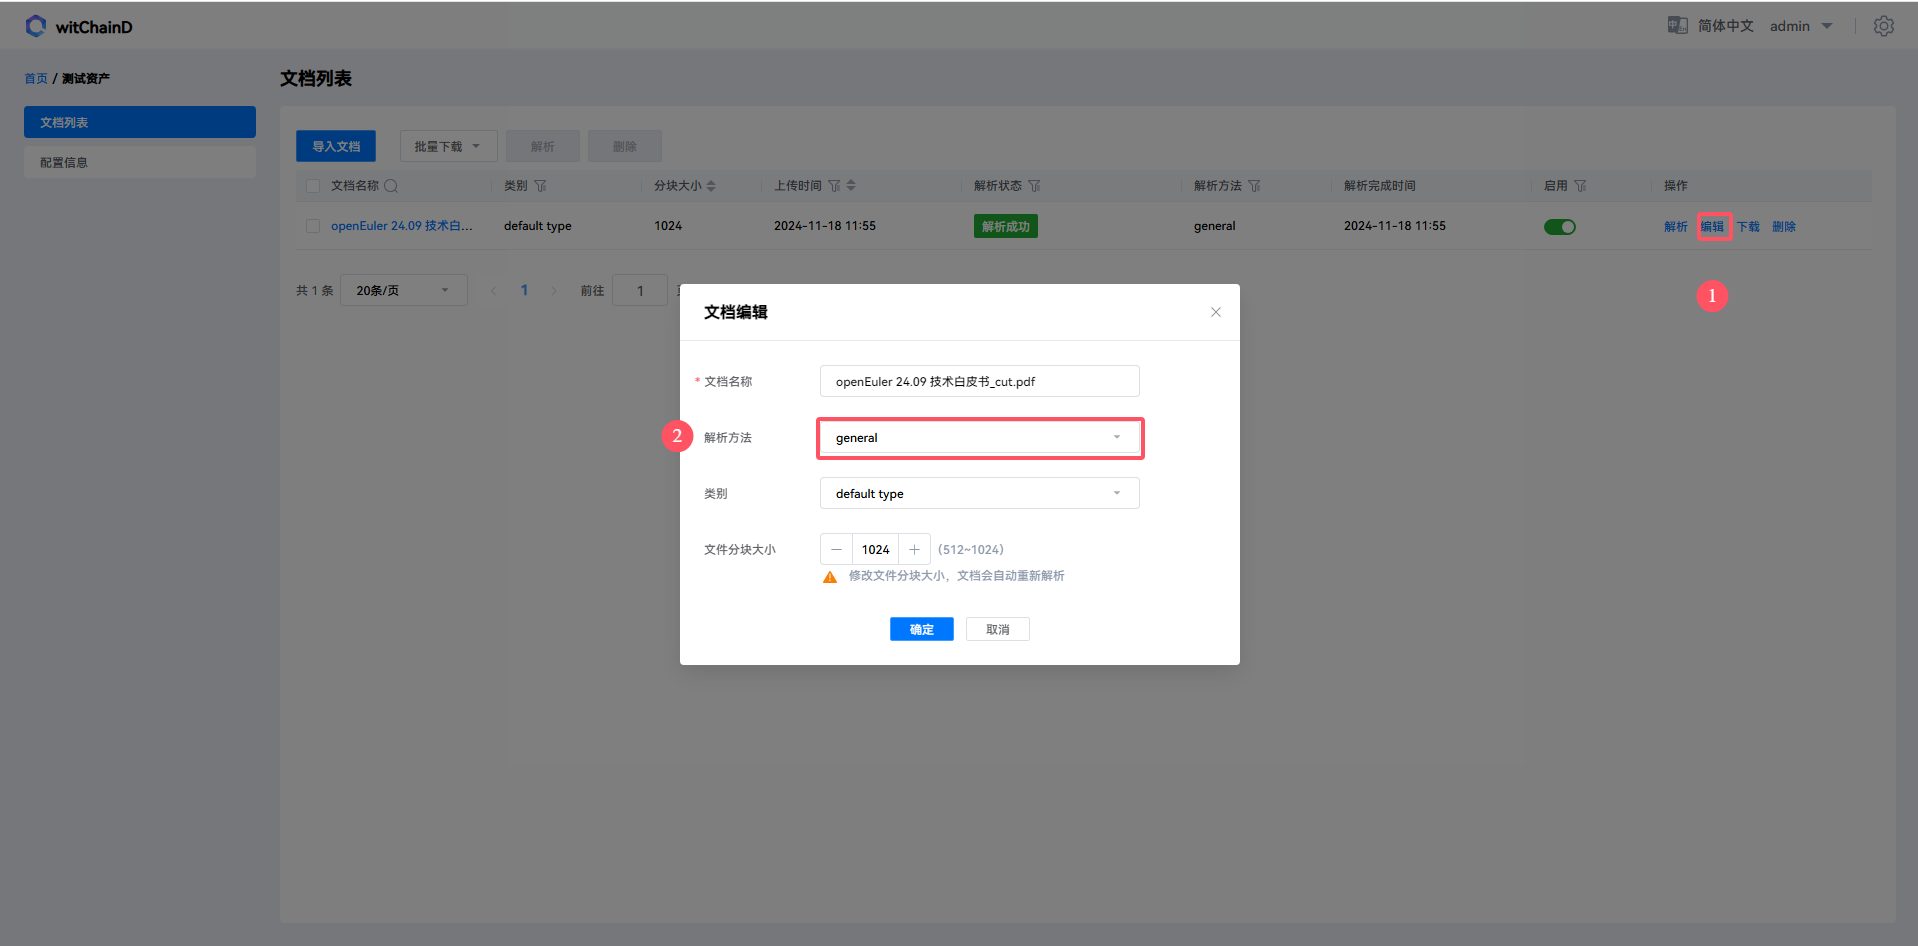 witChainD
简体中文 admin
首页 / 测试资产
文档列表
配置信息
文档列表
导入文档 批量下载 解析 删除
文档名称 类别 分块大小 上传时间 解析状态 解析方法 解析完成时间 启用 操作
openEuler 24.09 技术白... default type 1024 2024-11-18 11:55 解析成功 general 2024-11-18 11:55 解析 编辑 下载 删除
共 1 条 20条/页 1 前往 1
1
文档编辑
* 文档名称 openEuler 24.09 技术白皮书_cut.pdf
2 解析方法 general
类别 default type
文件分块大小 1024 (512~1024)
修改文件分块大小，文档会自动重新解析
确定 取消